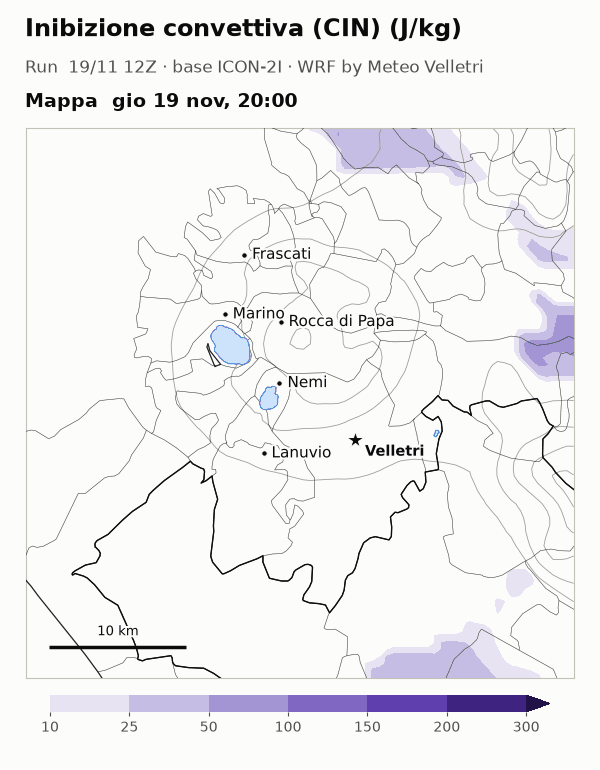 Inibizione convettiva (CIN) (J/kg)
Run  19/11 12Z · base ICON-2I · WRF by Meteo Velletri
Mappa  gio 19 nov, 20:00
Frascati
Marino
Rocca di Papa
Nemi
Lanuvio
Velletri
10 km
10 25 50 100 150 200 300